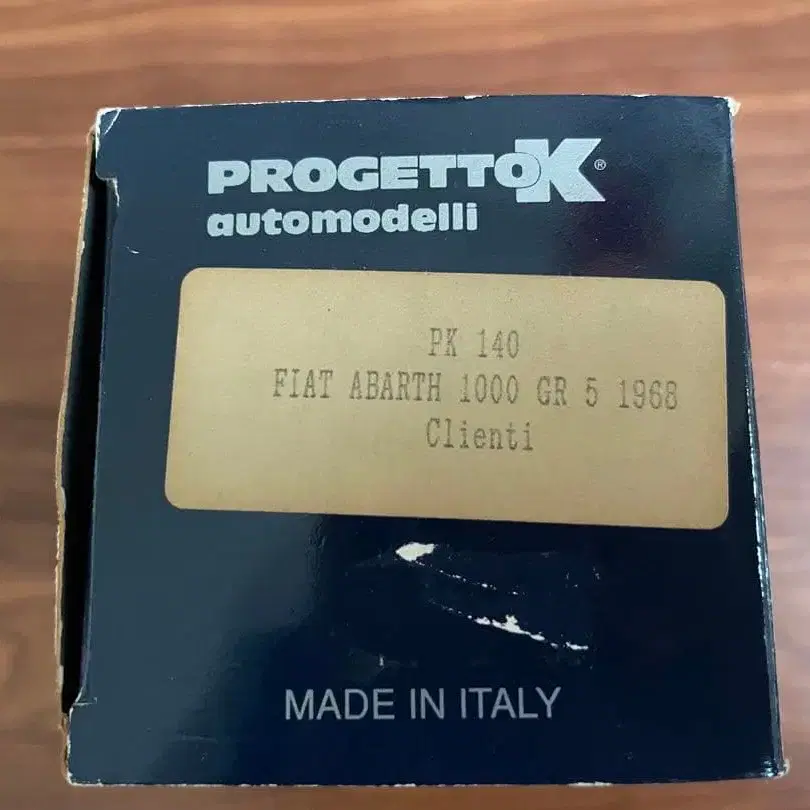 PROGETTOK®
automodelli
PK 140
FIAT ABARTH 1000 GR 5 1968
Clienti
MADE IN ITALY